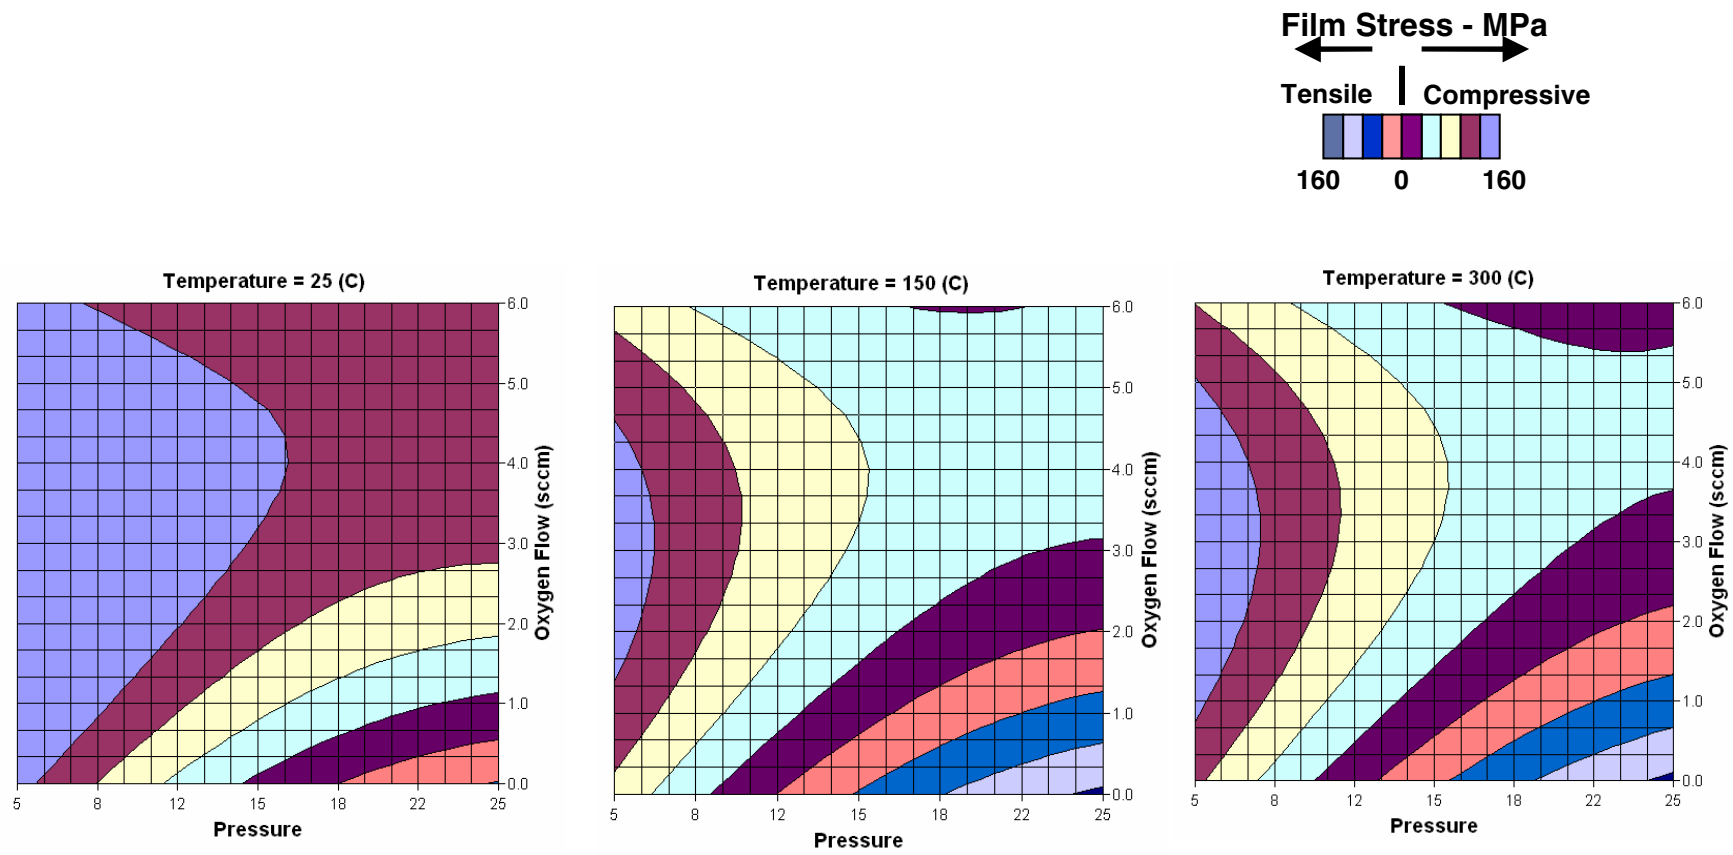 Film Stress - MPa
Tensile Compressive
160 0 160
Temperature = 25 (C)
6.0
5.0
4.0
3.0
2.0
1.0
0.0
Oxygen Flow (sccm)
5 8 12 15 18 22 25
Pressure
Temperature = 150 (C)
6.0
5.0
4.0
3.0
2.0
1.0
0.0
Oxygen Flow (sccm)
5 8 12 15 18 22 25
Pressure
Temperature = 300 (C)
6.0
5.0
4.0
3.0
2.0
1.0
0.0
Oxygen Flow (sccm)
5 8 12 15 18 22 25
Pressure